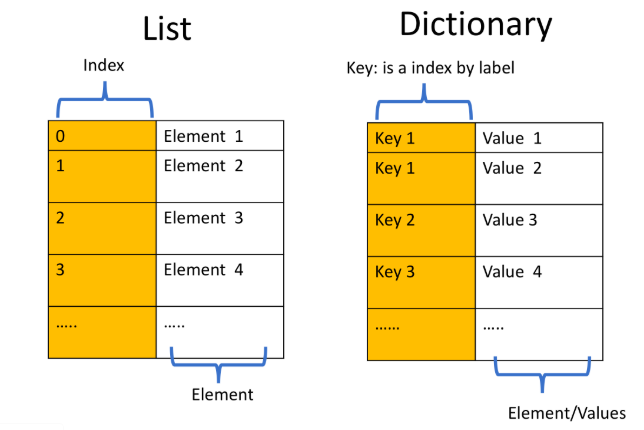 List
Dictionary
Index
Key: is a index by label
0 Element 1
1 Element 2
2 Element 3
3 Element 4
..... .....
Element
Key 1 Value 1
Key 1 Value 2
Key 2 Value 3
Key 3 Value 4
...... .....
Element/Values